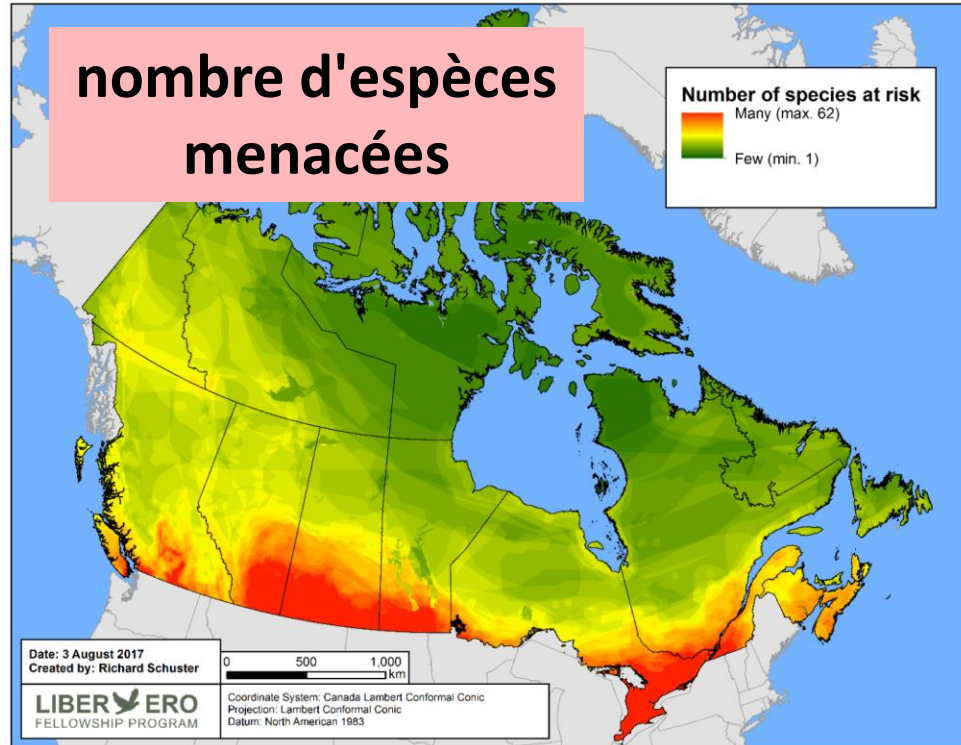 nombre d'espèces
menacées
Number of species at risk
Many (max. 62)
Few (min. 1)
Date: 3 August 2017
Created by: Richard Schuster
0 500 1,000
km
LIBER ERO
FELLOWSHIP PROGRAM
Coordinate System: Canada Lambert Conformal Conic
Projection: Lambert Conformal Conic
Datum: North American 1983